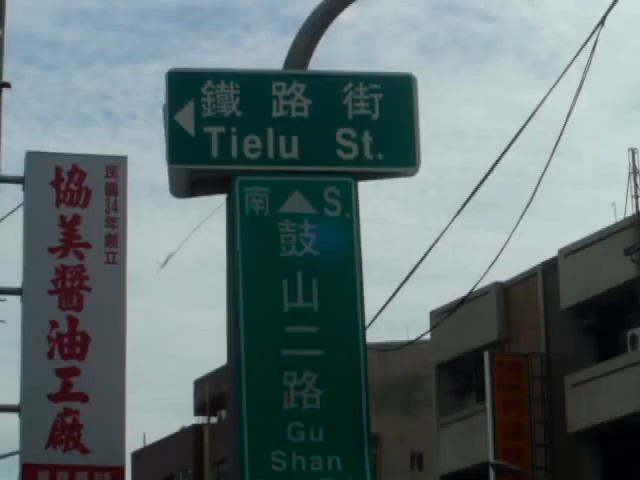 鐵路街
Tielu St.
南 S.
鼓山二路
Gu
Shan
民國34年創立
協美醬油工廠